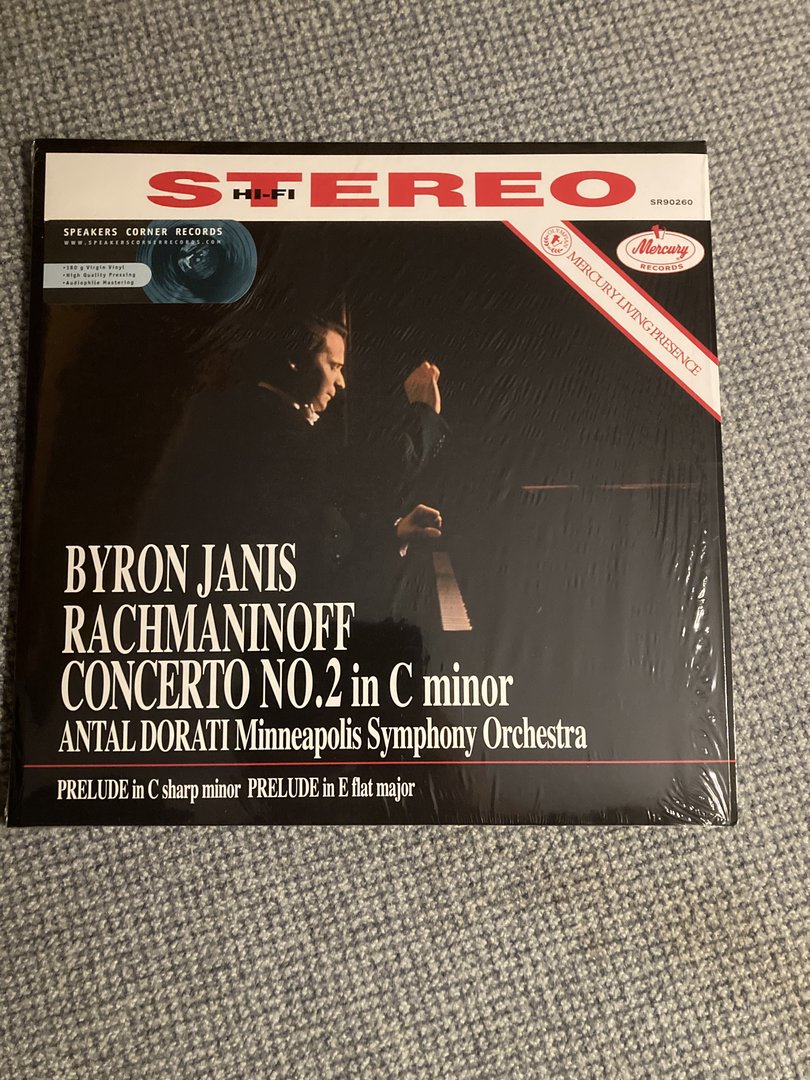 STEREO
HI-FI
SR90260
SPEAKERS CORNER RECORDS
WWW.SPEAKERSCORNERRECORDS.COM
•180 g Virgin Vinyl
•High Quality Pressing
•Audiophile Mastering
OLYMPIAN
MERCURY LIVING PRESENCE
Mercury
RECORDS
BYRON JANIS
RACHMANINOFF
CONCERTO NO.2 in C minor
ANTAL DORATI Minneapolis Symphony Orchestra
PRELUDE in C sharp minor PRELUDE in E flat major